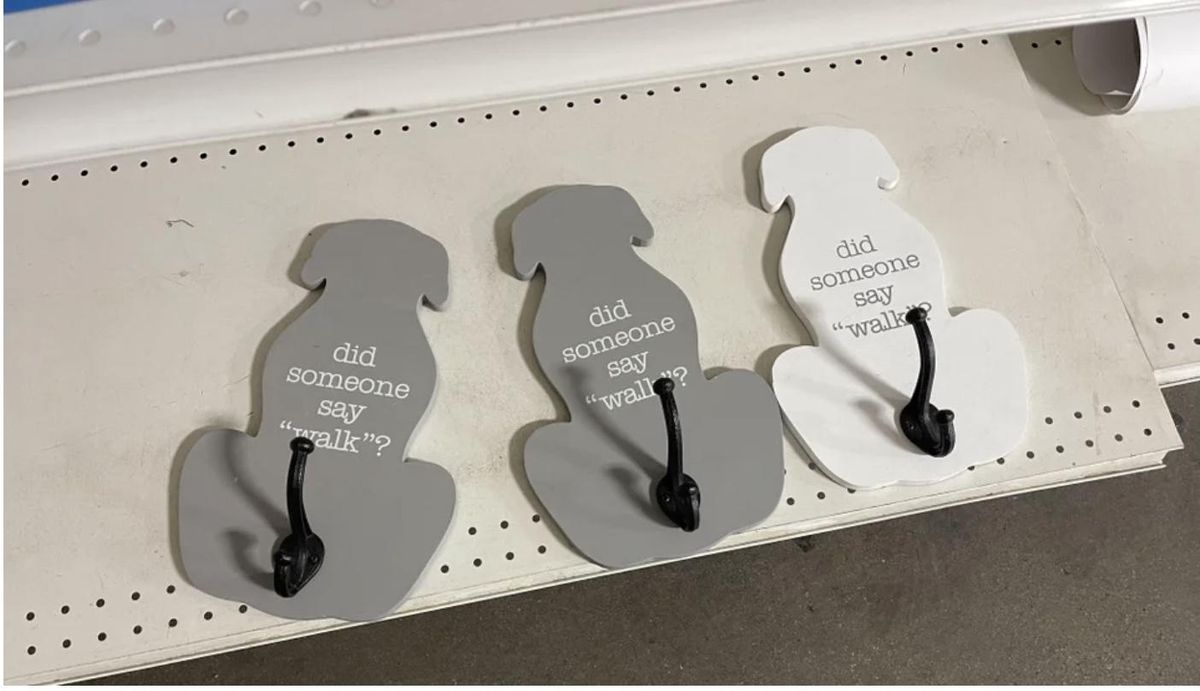 did
someone
say
“walk”?
did
someone
say
“walk”?
did
someone
say
“walk”?